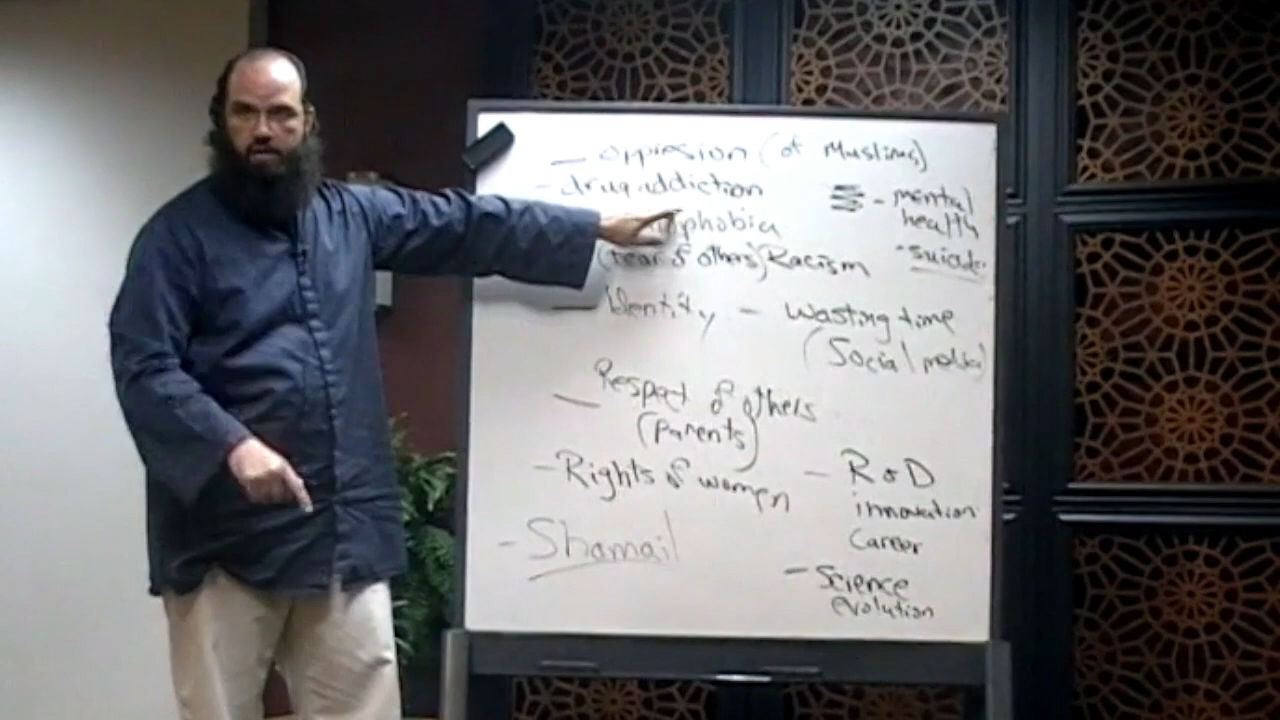 — oppression (of Muslims)
- drug addiction
- mental
health
phobia
(fear of others) Racism
- suicide
— Identity - Wasting time
(Social media)
— Respect of others
(parents)
- Rights of women
- R & D
innovation
Career
- Shamail
- Science
evolution